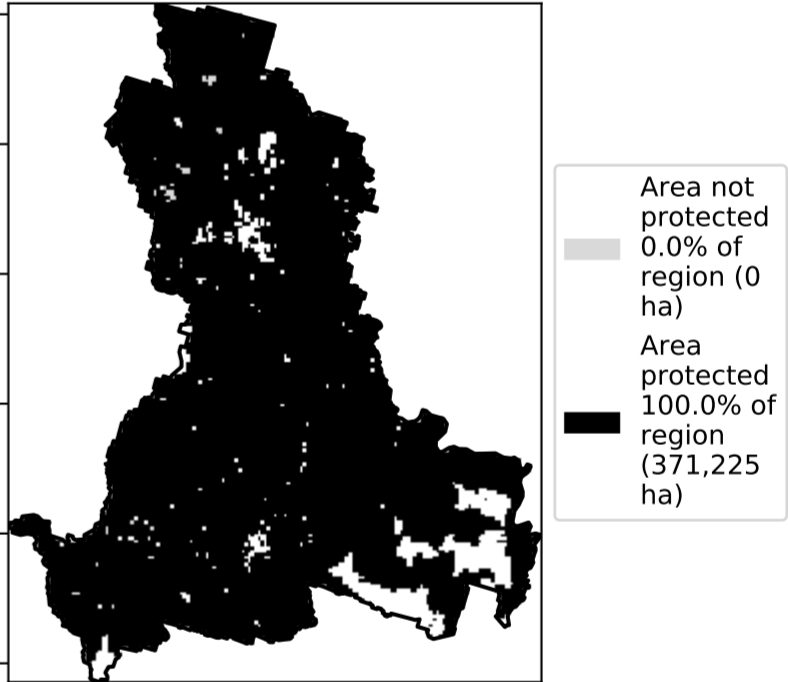 Area not
protected
0.0% of
region (0
ha)
Area
protected
100.0% of
region
(371,225
ha)